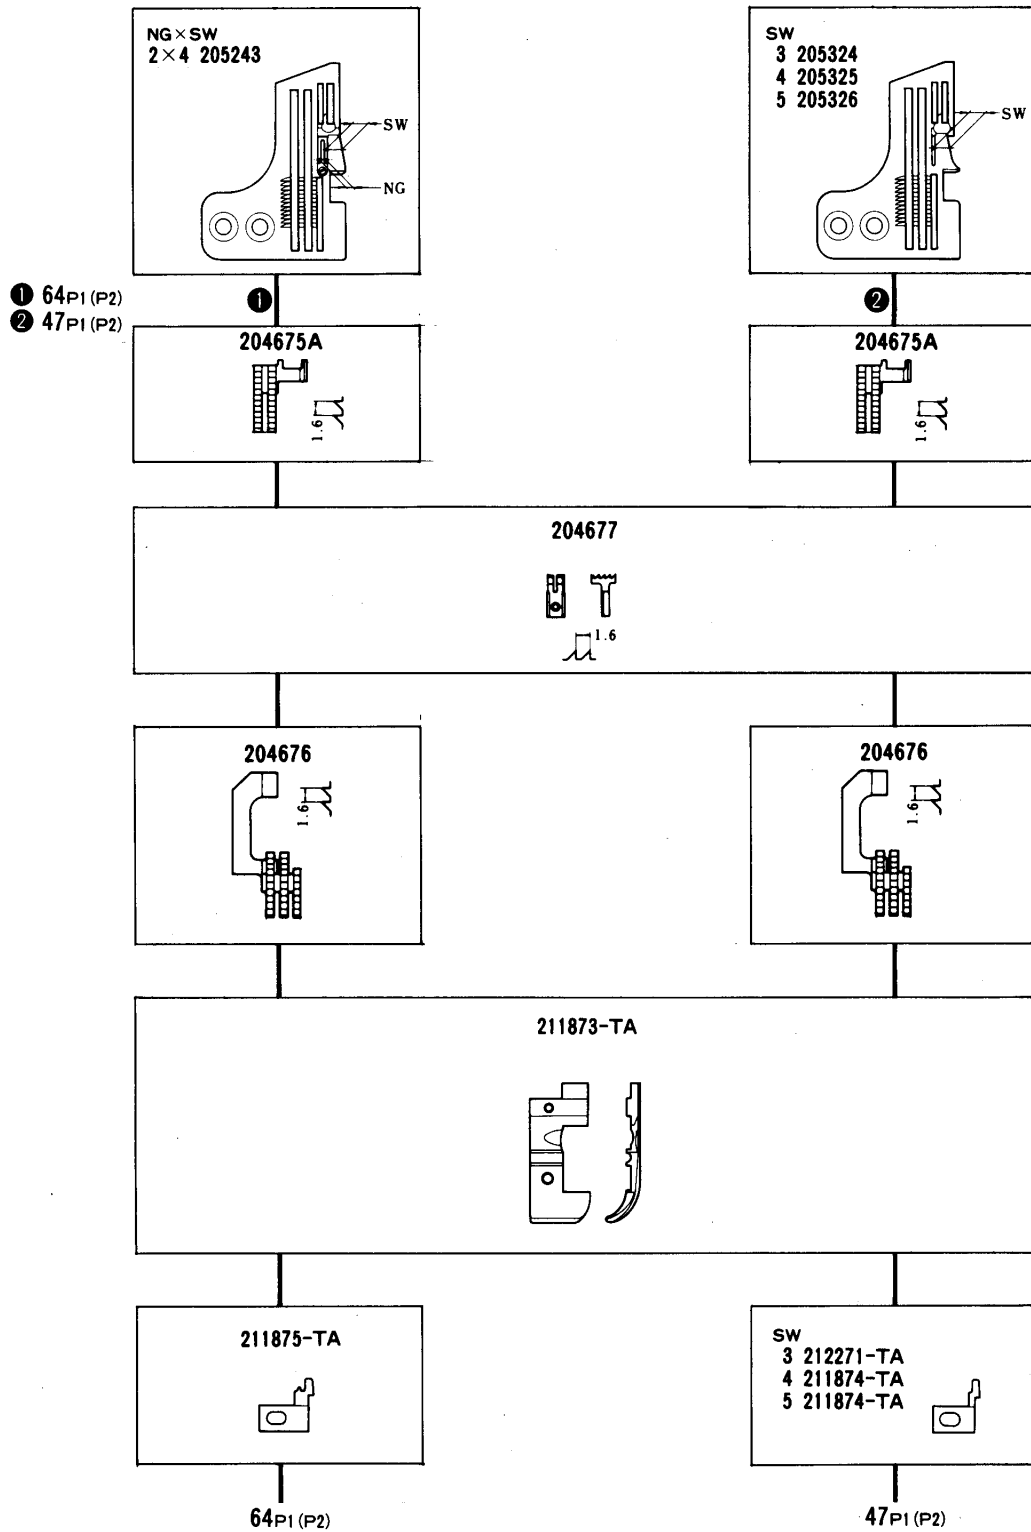 NG×SW
2×4 205243
SW
NG
SW
3 205324
4 205325
5 205326
SW
❶ 64P1(P2)
❷ 47P1(P2)
❶
❷
204675A
1.6
204675A
1.6
204677
1.6
204676
1.6
204676
1.6
211873-TA
211875-TA
SW
3 212271-TA
4 211874-TA
5 211874-TA
64P1(P2)
47P1(P2)